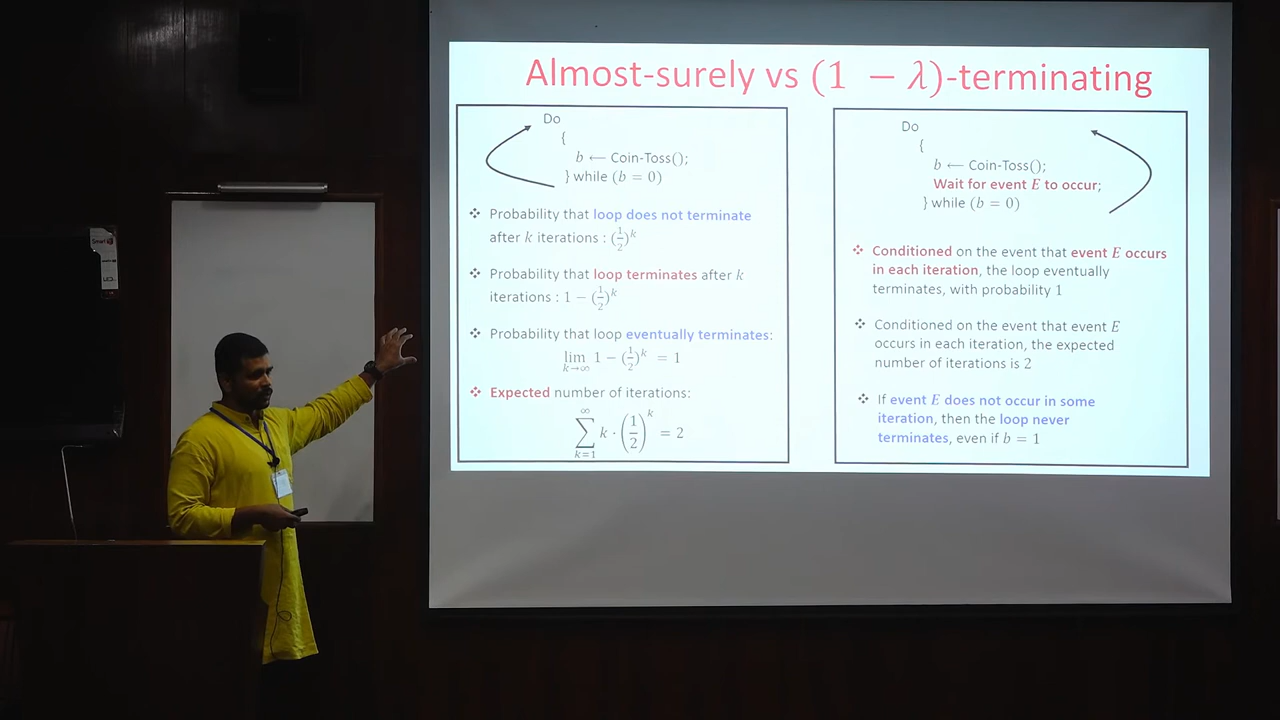 Almost-surely vs (1 − λ)-terminating
Do
{
b ← Coin-Toss();
} while (b = 0)
❖ Probability that loop does not terminate
after k iterations : (1/2)^k
❖ Probability that loop terminates after k
iterations : 1 − (1/2)^k
❖ Probability that loop eventually terminates:
lim k→∞ 1 − (1/2)^k = 1
❖ Expected number of iterations:
∑ k=1 ∞ k · (1/2)^k = 2
Do
{
b ← Coin-Toss();
Wait for event E to occur;
} while (b = 0)
❖ Conditioned on the event that event E occurs
in each iteration, the loop eventually
terminates, with probability 1
❖ Conditioned on the event that event E
occurs in each iteration, the expected
number of iterations is 2
❖ If event E does not occur in some
iteration, then the loop never
terminates, even if b = 1